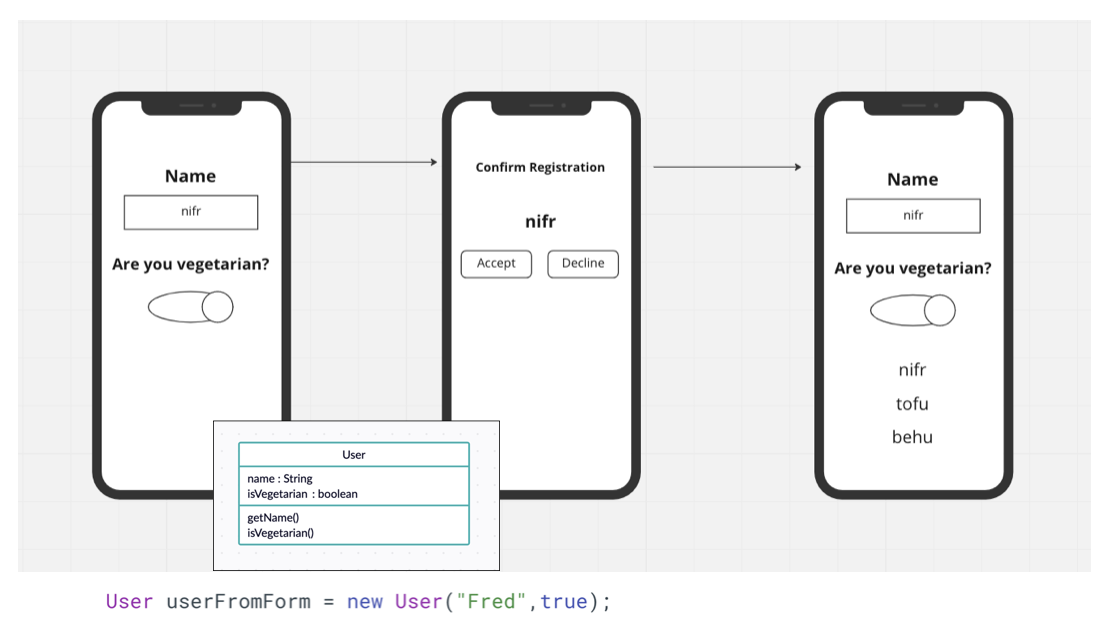 Name
nifr
Are you vegetarian?
Confirm Registration
nifr
Accept Decline
Name
nifr
Are you vegetarian?
nifr
tofu
behu
User
name : String
isVegetarian : boolean
getName()
isVegetarian()
User userFromForm = new User("Fred",true);